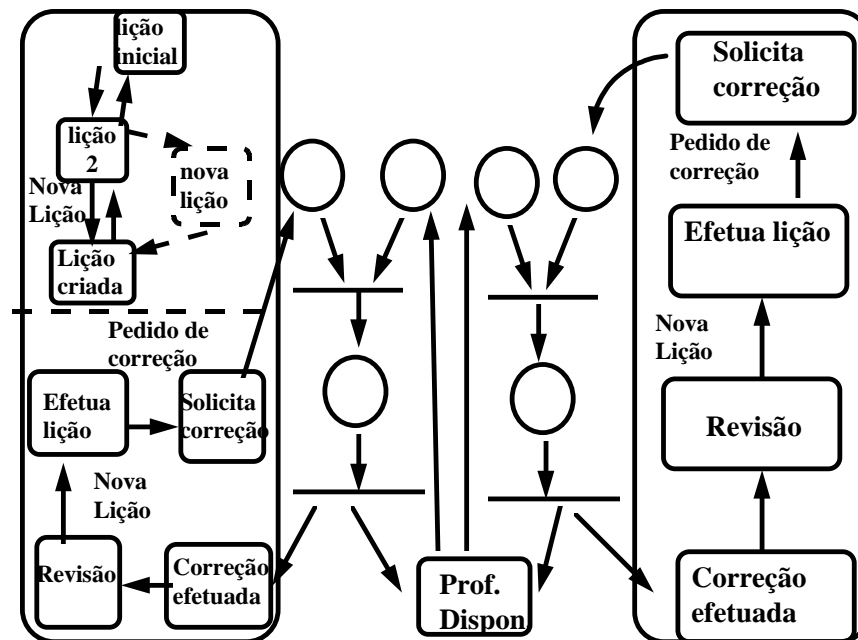 lição
inicial
lição
2
nova
lição
Nova
Lição
Lição
criada
Pedido de
correção
Efetua
lição
Solicita
correção
Nova
Lição
Revisão
Correção
efetuada
Prof.
Dispon
Solicita
correção
Pedido de
correção
Efetua lição
Nova
Lição
Revisão
Correção
efetuada